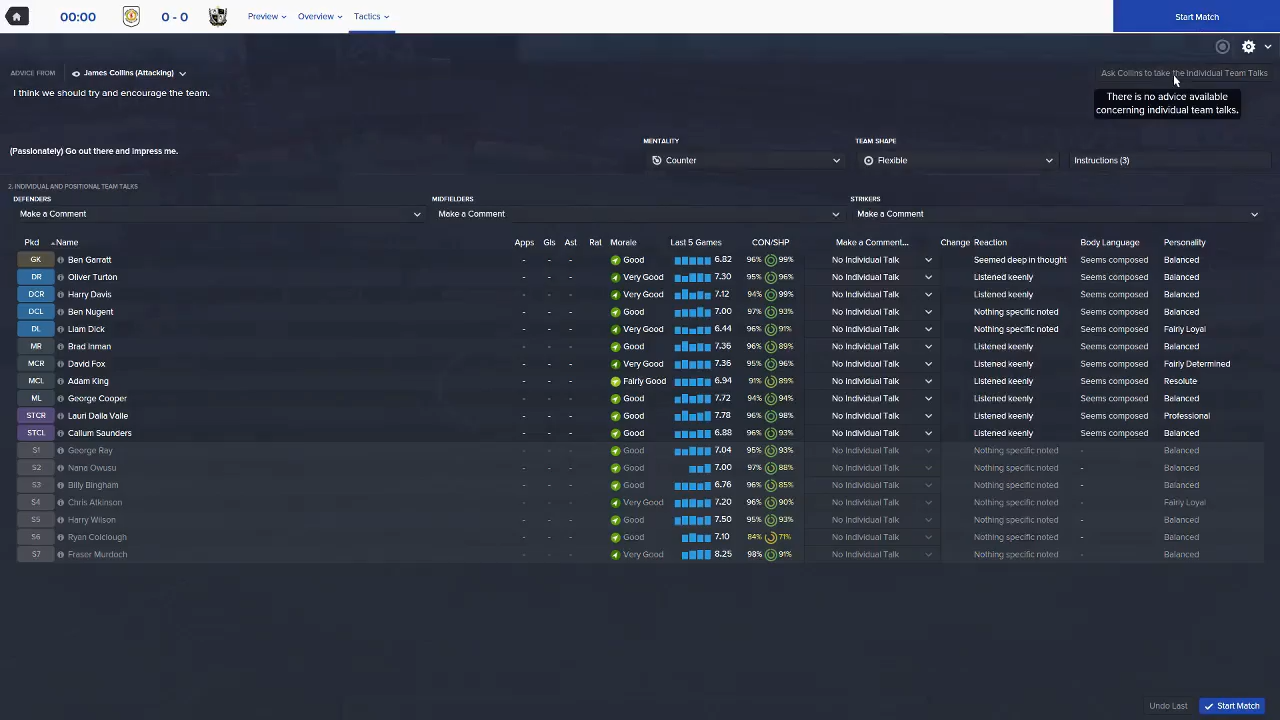 00:00 0 - 0 Preview Overview Tactics Start Match
ADVICE FROM James Collins (Attacking) Ask Collins to take the Individual Team Talks
I think we should try and encourage the team.
There is no advice available
concerning individual team talks.
MENTALITY TEAM SHAPE
(Passionately) Go out there and impress me.
Counter Flexible Instructions (3)
2. INDIVIDUAL AND POSITIONAL TEAM TALKS
DEFENDERS MIDFIELDERS STRIKERS
Make a Comment Make a Comment Make a Comment
Pkd Name Apps Gls Ast Rat Morale Last 5 Games CON/SHP Make a Comment... Change Reaction Body Language Personality
GK Ben Garratt - - - Good 6.82 96% 99% No Individual Talk Seemed deep in thought Seems composed Balanced
DR Oliver Turton - - - Very Good 7.30 95% 96% No Individual Talk Listened keenly Seems composed Balanced
DCR Harry Davis - - - Very Good 7.12 94% 99% No Individual Talk Listened keenly Seems composed Balanced
DCL Ben Nugent - - - Good 7.00 97% 93% No Individual Talk Nothing specific noted Seems composed Balanced
DL Liam Dick - - - Very Good 6.44 96% 91% No Individual Talk Nothing specific noted Seems composed Fairly Loyal
MR Brad Inman - - - Good 7.36 96% 89% No Individual Talk Listened keenly Seems composed Balanced
MCR David Fox - - - Very Good 7.36 95% 96% No Individual Talk Listened keenly Seems composed Fairly Determined
MCL Adam King - - - Fairly Good 6.94 91% 89% No Individual Talk Listened keenly Seems composed Resolute
ML George Cooper - - - Good 7.72 94% 94% No Individual Talk Listened keenly Seems composed Balanced
STCR Lauri Dalla Valle - - - Good 7.78 96% 98% No Individual Talk Listened keenly Seems composed Professional
STCL Callum Saunders - - - Good 6.88 96% 93% No Individual Talk Listened keenly Seems composed Balanced
S1 George Ray Good 7.04 95% 93% No Individual Talk Nothing specific noted - Balanced
S2 Nana Owusu Good 7.00 97% 88% No Individual Talk Nothing specific noted - Balanced
S3 Billy Bingham Good 6.76 96% 85% No Individual Talk Nothing specific noted - Balanced
S4 Chris Atkinson Very Good 7.20 96% 90% No Individual Talk Nothing specific noted - Fairly Loyal
S5 Harry Wilson Good 7.50 95% 93% No Individual Talk Nothing specific noted - Balanced
S6 Ryan Colclough Good 7.10 84% 71% No Individual Talk Nothing specific noted - Balanced
S7 Fraser Murdoch Very Good 8.25 98% 91% No Individual Talk Nothing specific noted - Balanced
Undo Last Start Match